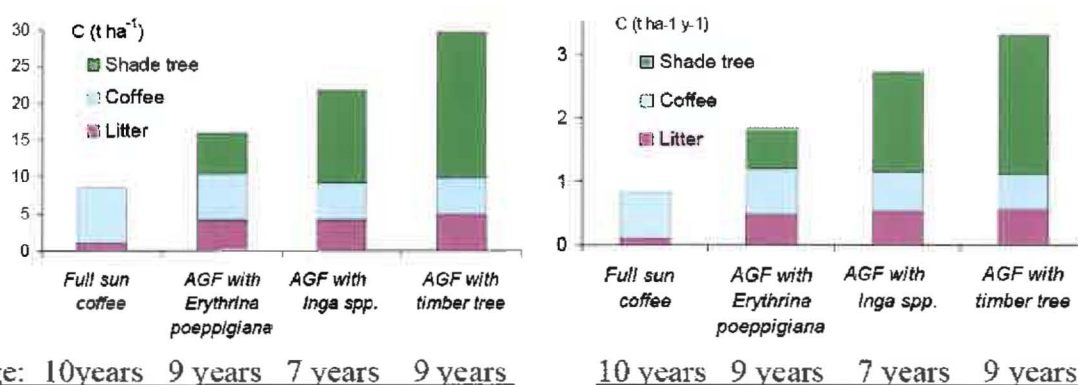 C (t ha-1)
30
25
20
15
10
5
0
Shade tree
Coffee
Litter
Full sun coffee
AGF with Erythrina poeppigiana
AGF with Inga spp.
AGF with timber tree
C (t ha-1 y-1)
3
2
1
0
Shade tree
Coffee
Litter
Full sun coffee
AGF with Erythrina poeppigiana
AGF with Inga spp.
AGF with timber tree
ge: 10years 9 years 7 years 9 years
10 years 9 years 7 years 9 years